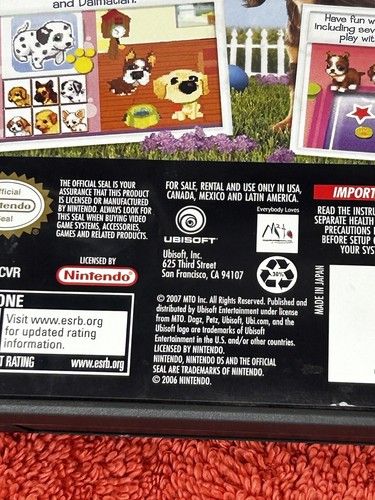 and Dalmatian.
Have fun w
including sev
play wit
Official
Nintendo
Seal
THE OFFICIAL SEAL IS YOUR
ASSURANCE THAT THIS PRODUCT
IS LICENSED OR MANUFACTURED
BY NINTENDO. ALWAYS LOOK FOR
THIS SEAL WHEN BUYING VIDEO
GAME SYSTEMS, ACCESSORIES,
GAMES AND RELATED PRODUCTS.
CVR
LICENSED BY
Nintendo
ONE
Visit www.esrb.org
for updated rating
information.
T RATING
www.esrb.org
FOR SALE, RENTAL AND USE ONLY IN USA,
CANADA, MEXICO AND LATIN AMERICA.
UBISOFT
Everybody Loves
Ubisoft, Inc.
625 Third Street
San Francisco, CA 94107
30%
© 2007 MTO Inc. All Rights Reserved. Published and
distributed by Ubisoft Entertainment under license
from MTO. Dogz, Petz, Ubisoft, Ubi.com, and the
Ubisoft logo are trademarks of Ubisoft
Entertainment in the U.S. and/or other countries.
LICENSED BY NINTENDO.
NINTENDO, NINTENDO DS AND THE OFFICIAL
SEAL ARE TRADEMARKS OF NINTENDO.
© 2006 NINTENDO.
IMPORT
READ THE INSTRU
SEPARATE HEALTH
PRECAUTIONS
BEFORE SETUP
YOUR SYS
MADE IN JAPAN